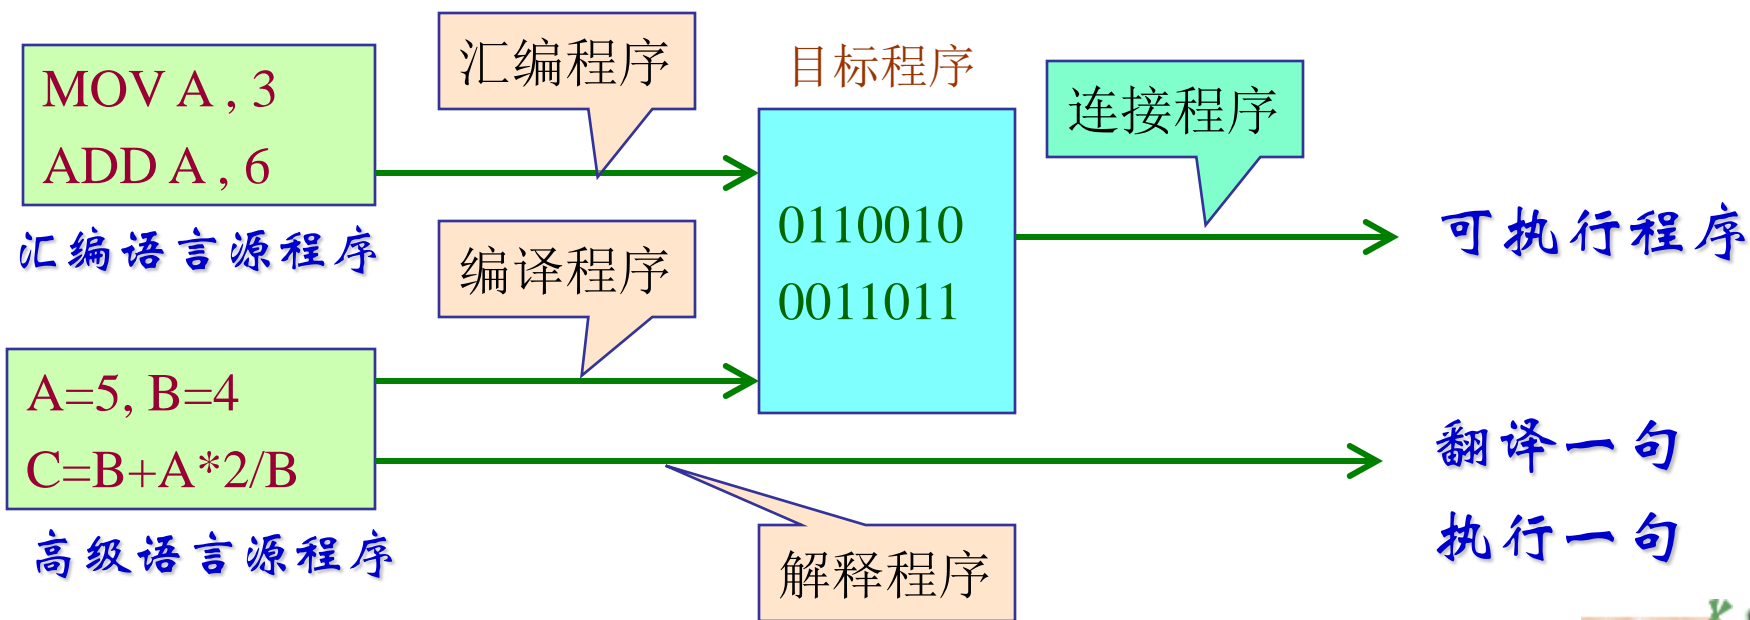 MOV A , 3
ADD A , 6
汇编语言源程序
汇编程序
编译程序
目标程序
0110010
0011011
连接程序
可执行程序
A=5, B=4
C=B+A*2/B
高级语言源程序
解释程序
翻译一句
执行一句